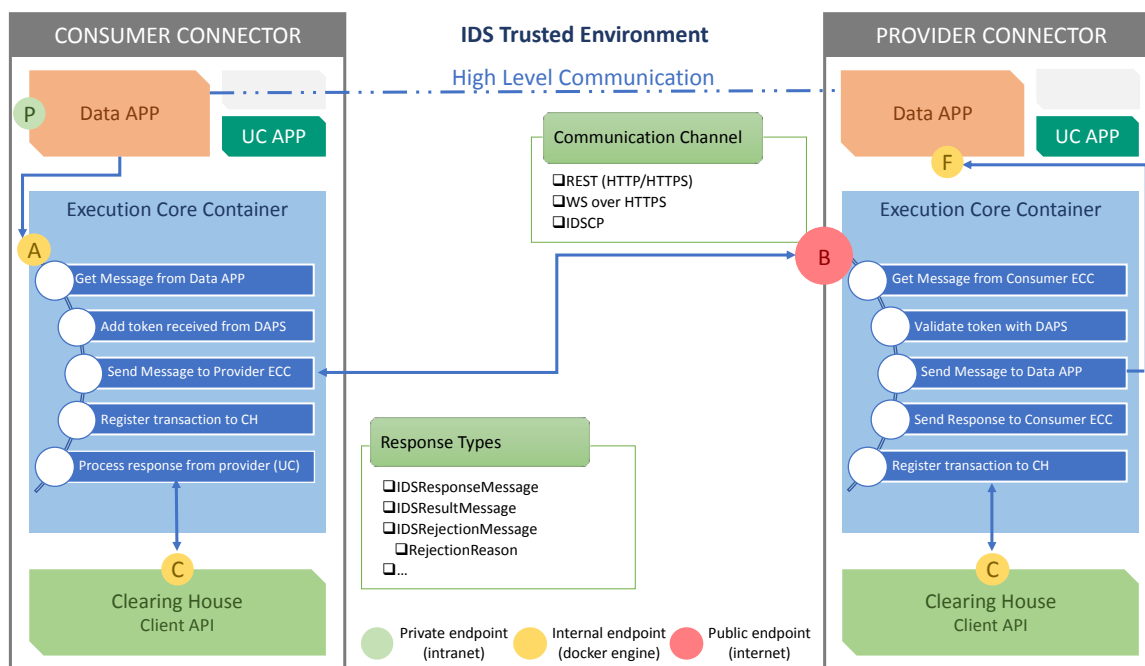 CONSUMER CONNECTOR
IDS Trusted Environment
PROVIDER CONNECTOR
High Level Communication
P
Data APP
UC APP
Data APP
UC APP
F
Communication Channel
❑REST (HTTP/HTTPS)
❑WS over HTTPS
❑IDSCP
Execution Core Container
A
Get Message from Data APP
Add token received from DAPS
Send Message to Provider ECC
Register transaction to CH
Process response from provider (UC)
B
Execution Core Container
Get Message from Consumer ECC
Validate token with DAPS
Send Message to Data APP
Send Response to Consumer ECC
Register transaction to CH
Response Types
❑IDSResponseMessage
❑IDSResultMessage
❑IDSRejectionMessage
❑RejectionReason
❑…
C
Clearing House
Client API
C
Clearing House
Client API
Private endpoint
(intranet)
Internal endpoint
(docker engine)
Public endpoint
(internet)